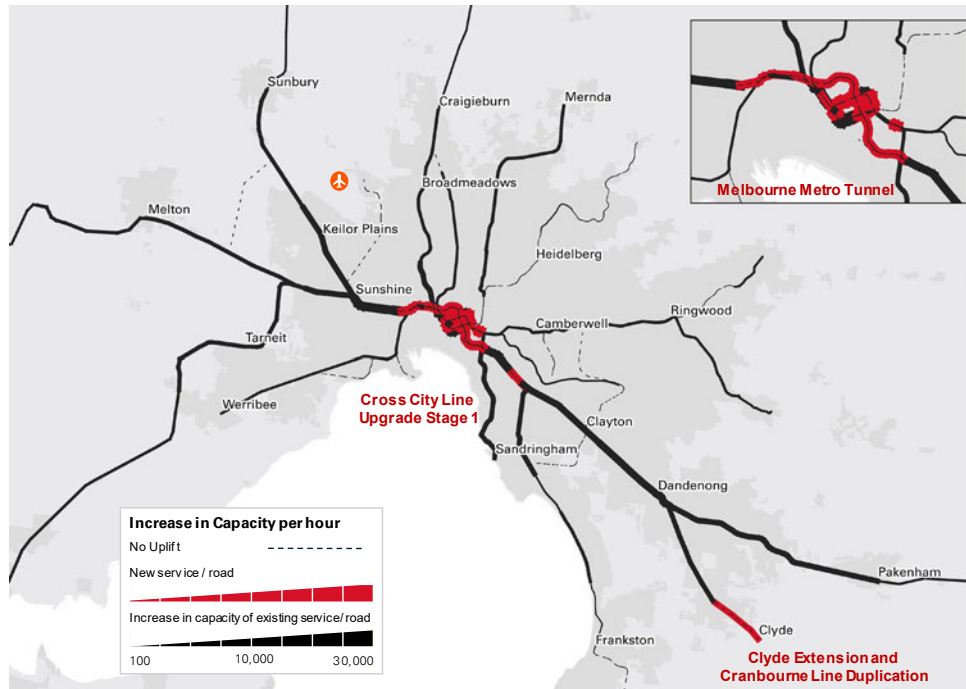 Sunbury
Craigieburn
Mernda
Melbourne Metro Tunnel
Broadmeadows
Melton
Keilor Plains
Heidelberg
Sunshine
Ringwood
Camberwell
Tarneit
Werribee
Cross City Line
Upgrade Stage 1
Clayton
Sandringham
Dandenong
Increase in Capacity per hour
No Uplift
New service / road
Increase in capacity of existing service/road
100 10,000 30,000
Pakenham
Clyde
Frankston
Clyde Extension and
Cranbourne Line Duplication